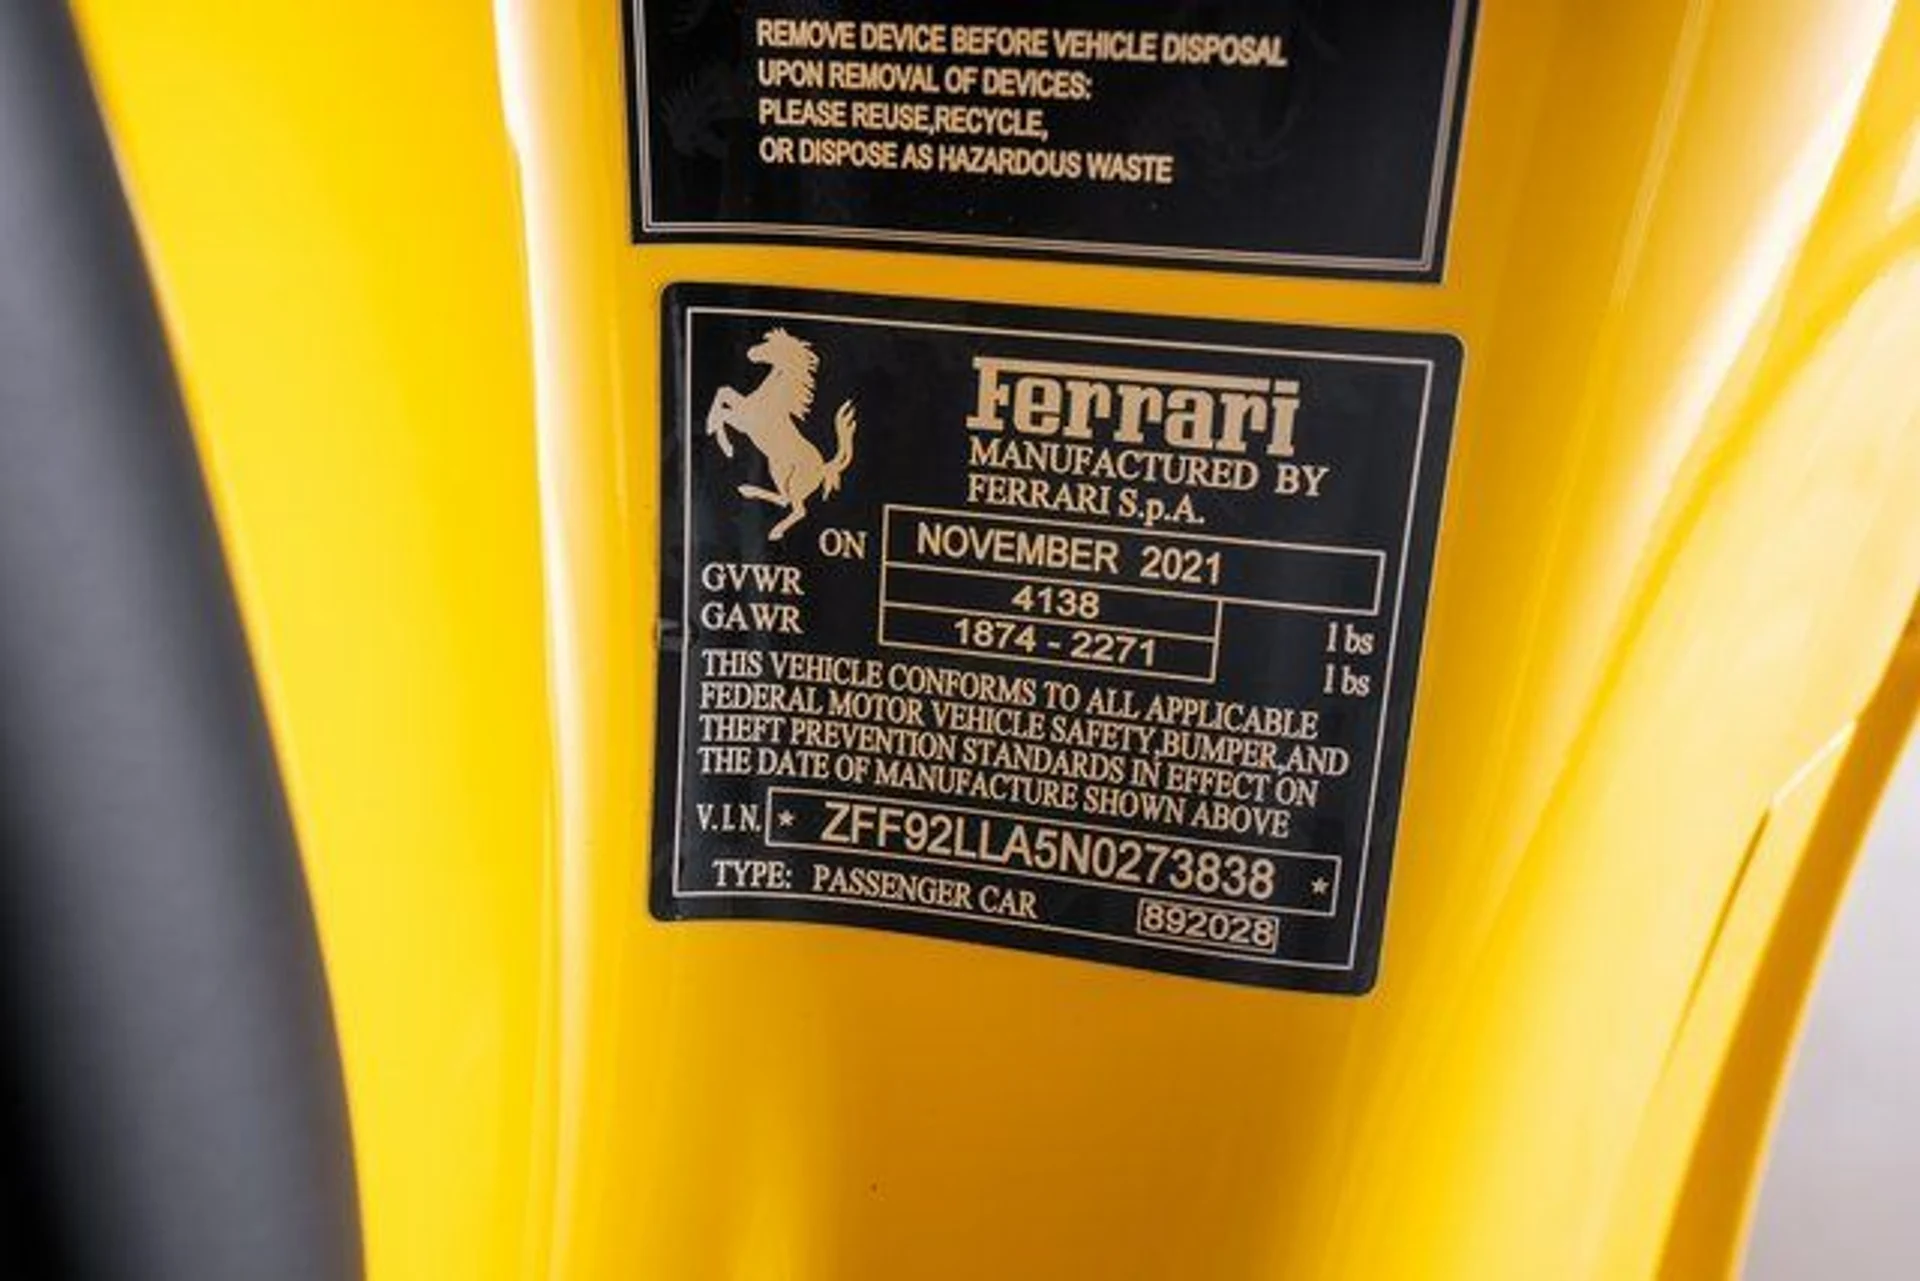 REMOVE DEVICE BEFORE VEHICLE DISPOSAL
UPON REMOVAL OF DEVICES:
PLEASE REUSE,RECYCLE,
OR DISPOSE AS HAZARDOUS WASTE
Ferrari
MANUFACTURED BY
FERRARI S.p.A.
ON NOVEMBER 2021
GVWR 4138 lbs
GAWR 1874 - 2271 lbs
THIS VEHICLE CONFORMS TO ALL APPLICABLE
FEDERAL MOTOR VEHICLE SAFETY,BUMPER,AND
THEFT PREVENTION STANDARDS IN EFFECT ON
THE DATE OF MANUFACTURE SHOWN ABOVE
V.I.N. * ZFF92LLA5N0273838 *
TYPE: PASSENGER CAR 892028